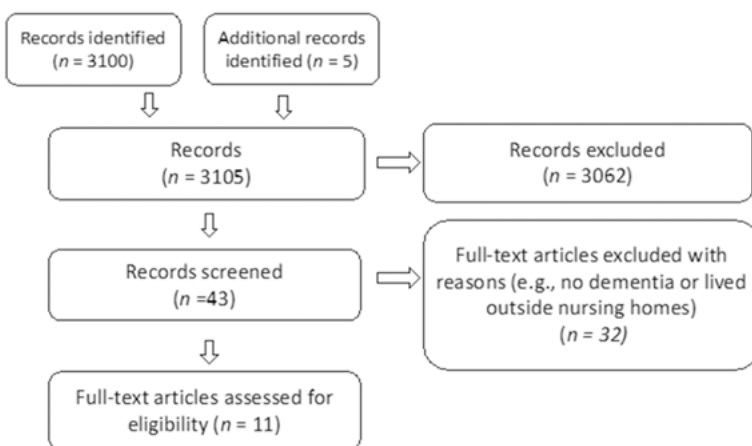 Records identified
(n = 3100)
Additional records
identified (n = 5)
Records
(n = 3105)
Records excluded
(n = 3062)
Records screened
(n =43)
Full-text articles excluded with
reasons (e.g., no dementia or lived
outside nursing homes)
(n = 32)
Full-text articles assessed for
eligibility (n = 11)